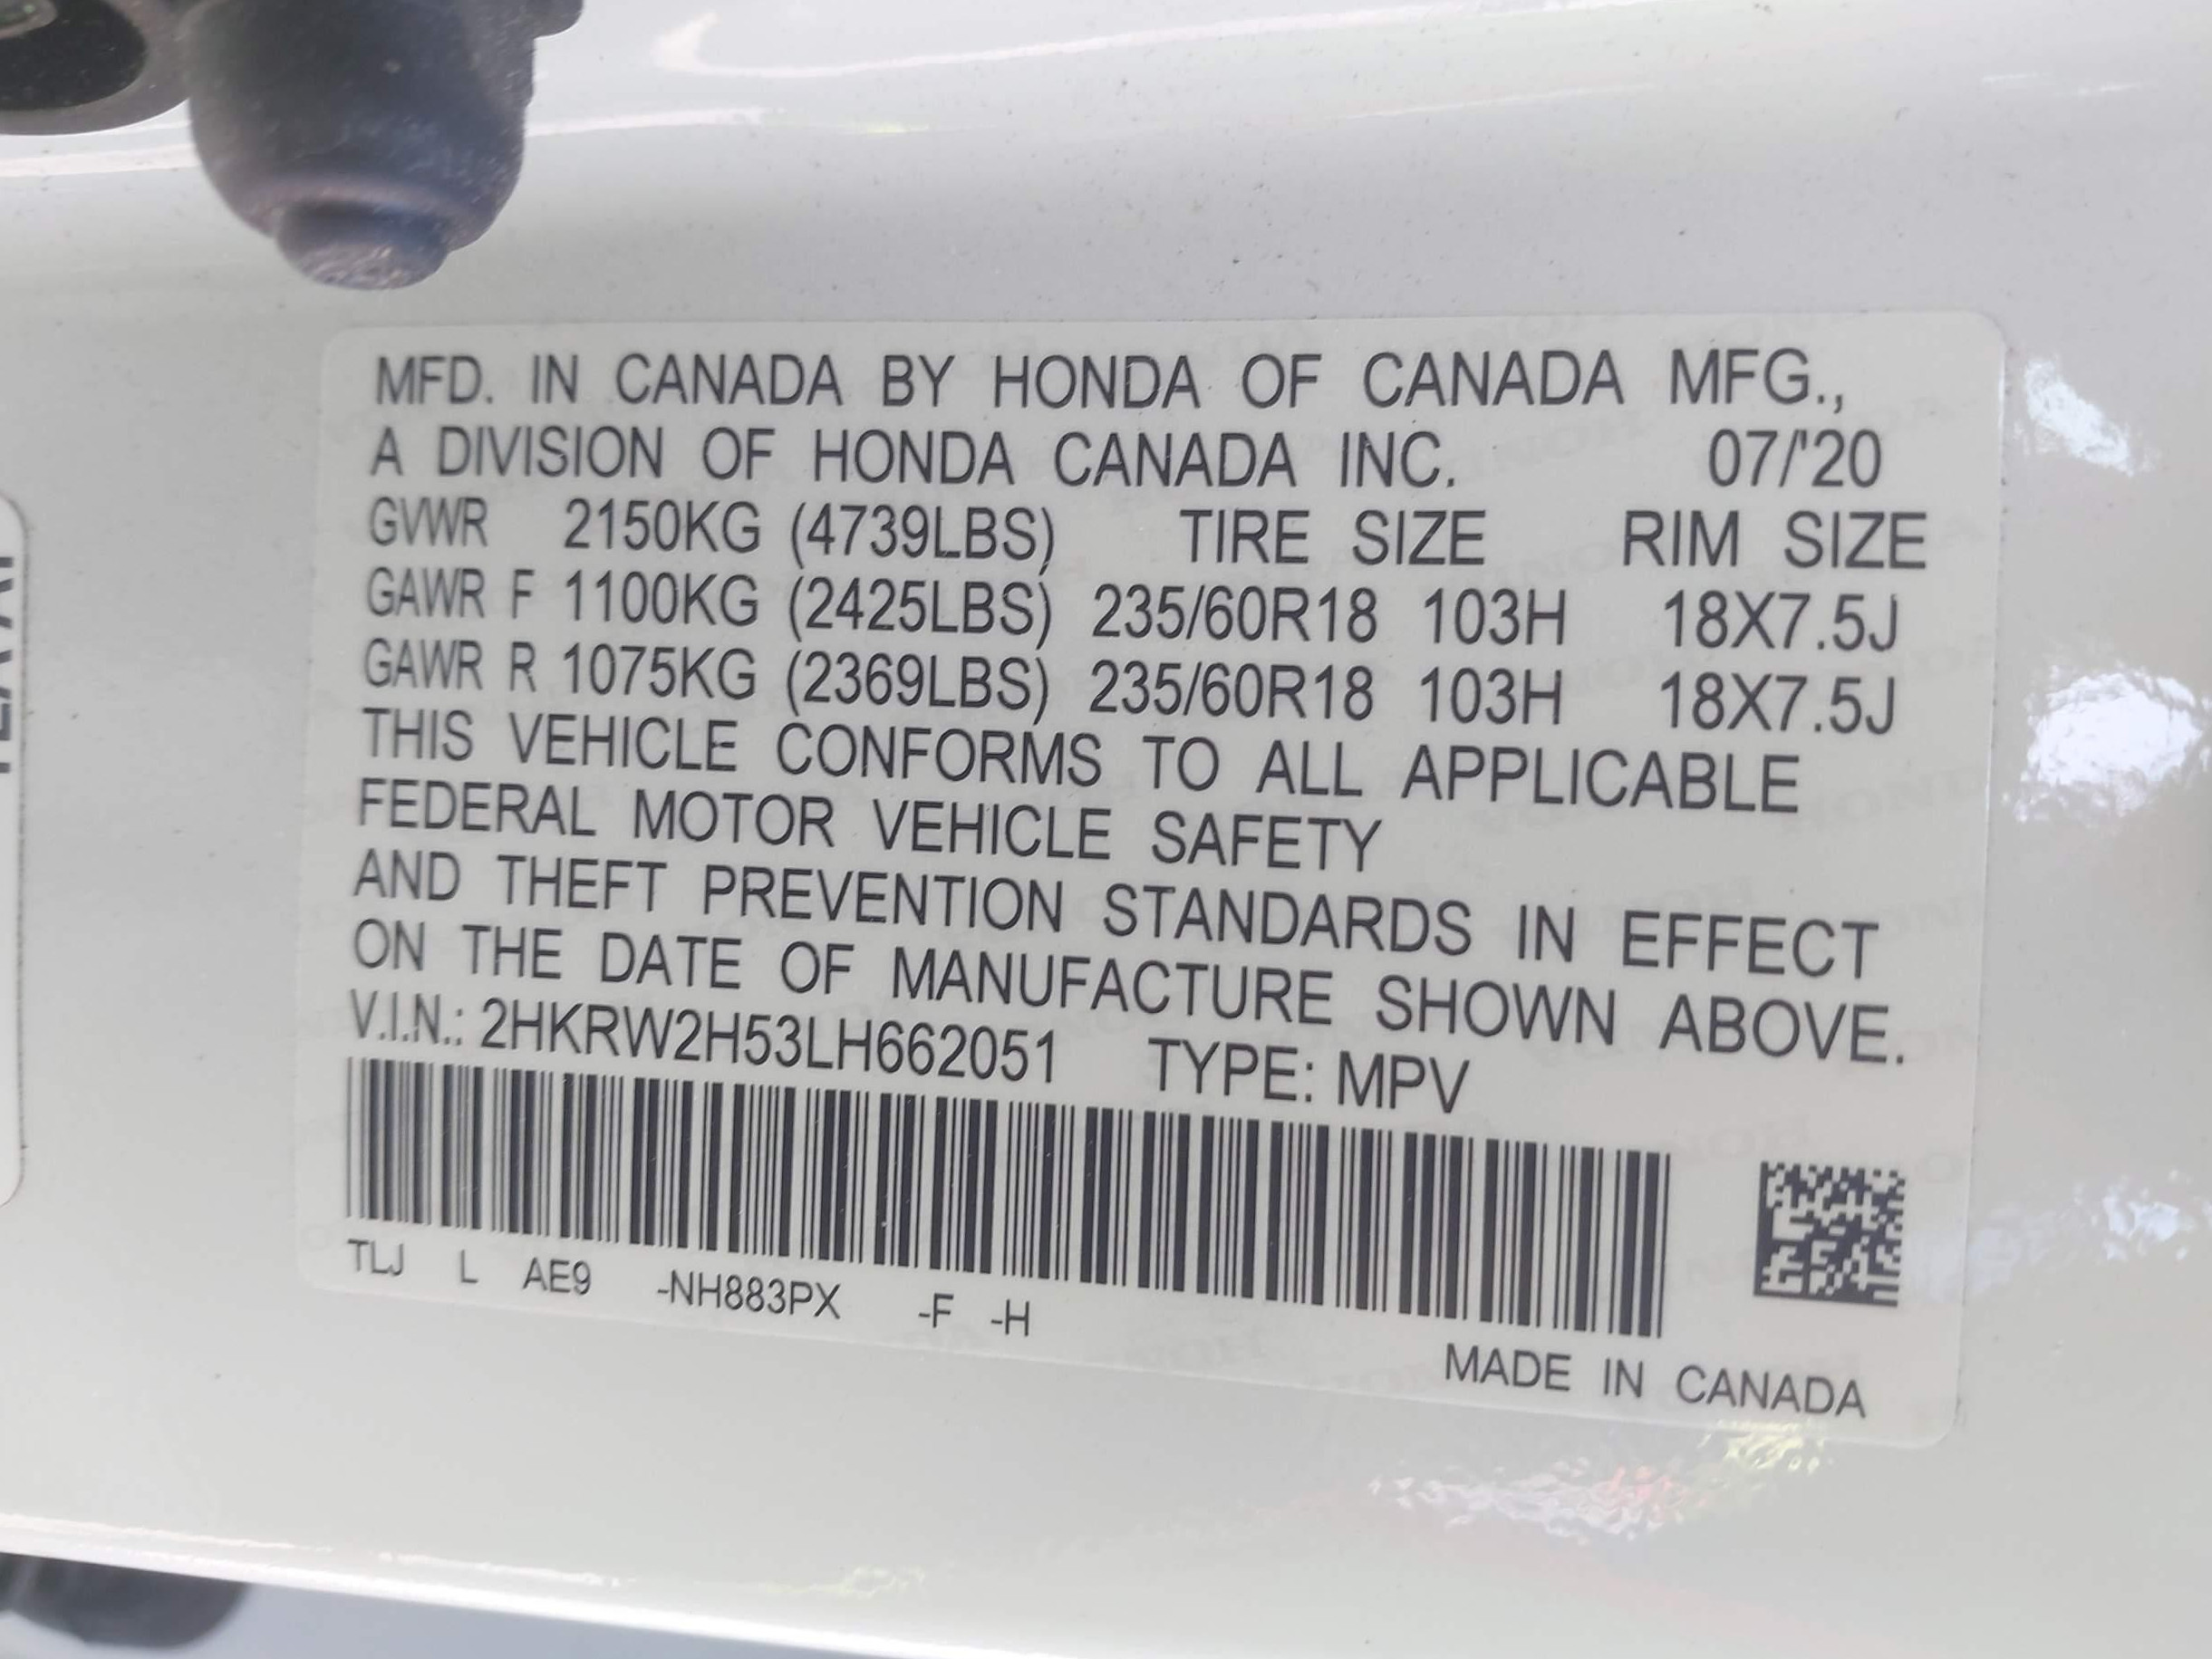 MFD. IN CANADA BY HONDA OF CANADA MFG.,
A DIVISION OF HONDA CANADA INC. 07/'20
GVWR 2150KG (4739LBS) TIRE SIZE RIM SIZE
GAWR F 1100KG (2425LBS) 235/60R18 103H 18X7.5J
GAWR R 1075KG (2369LBS) 235/60R18 103H 18X7.5J
THIS VEHICLE CONFORMS TO ALL APPLICABLE
FEDERAL MOTOR VEHICLE SAFETY
AND THEFT PREVENTION STANDARDS IN EFFECT
ON THE DATE OF MANUFACTURE SHOWN ABOVE.
V.I.N.: 2HKRW2H53LH662051 TYPE: MPV
TLJ L AE9 -NH883PX -F -H
MADE IN CANADA